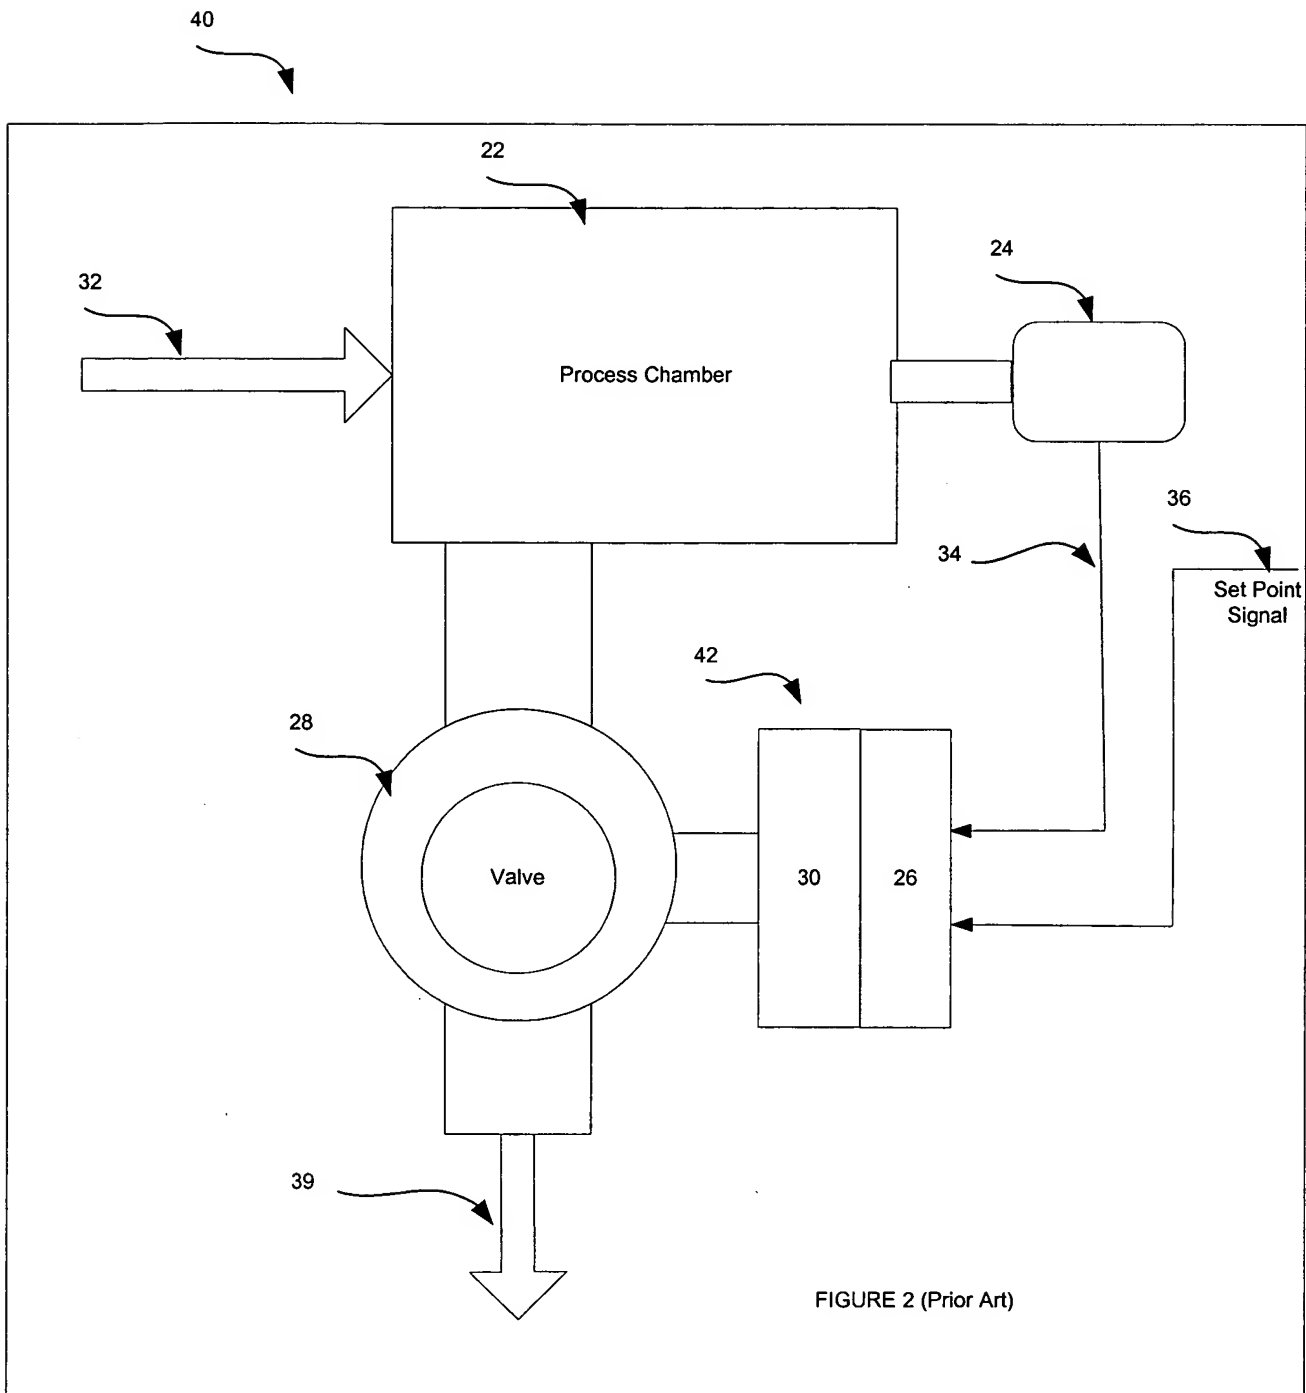 40
22
24
32
Process Chamber
36
34
Set Point
Signal
42
28
Valve
30
26
39
FIGURE 2 (Prior Art)